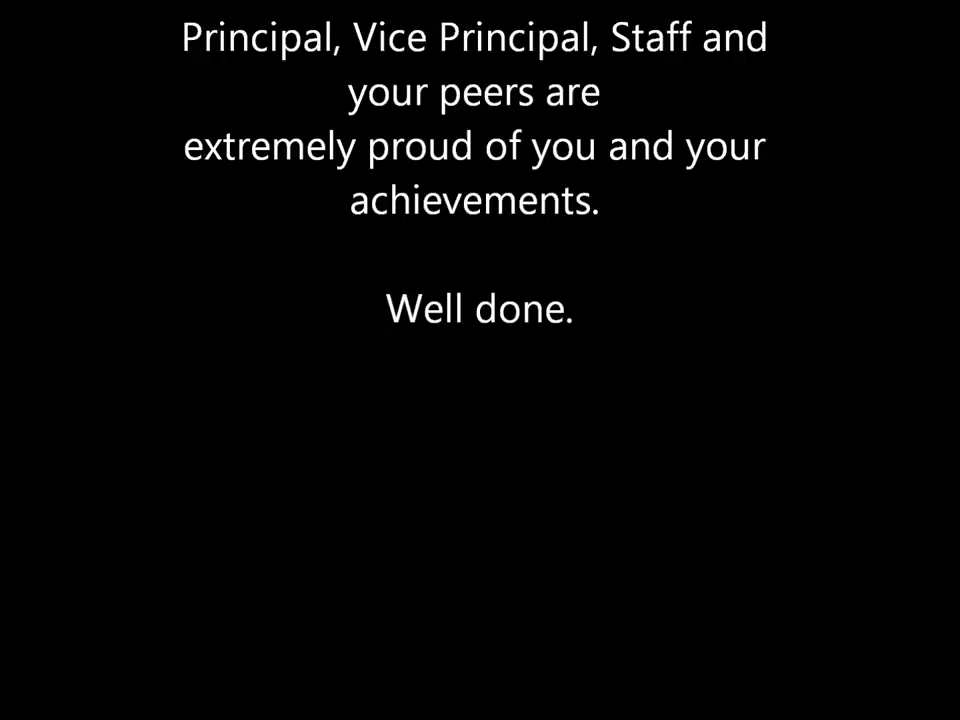 Principal, Vice Principal, Staff and
your peers are
extremely proud of you and your
achievements.
Well done.